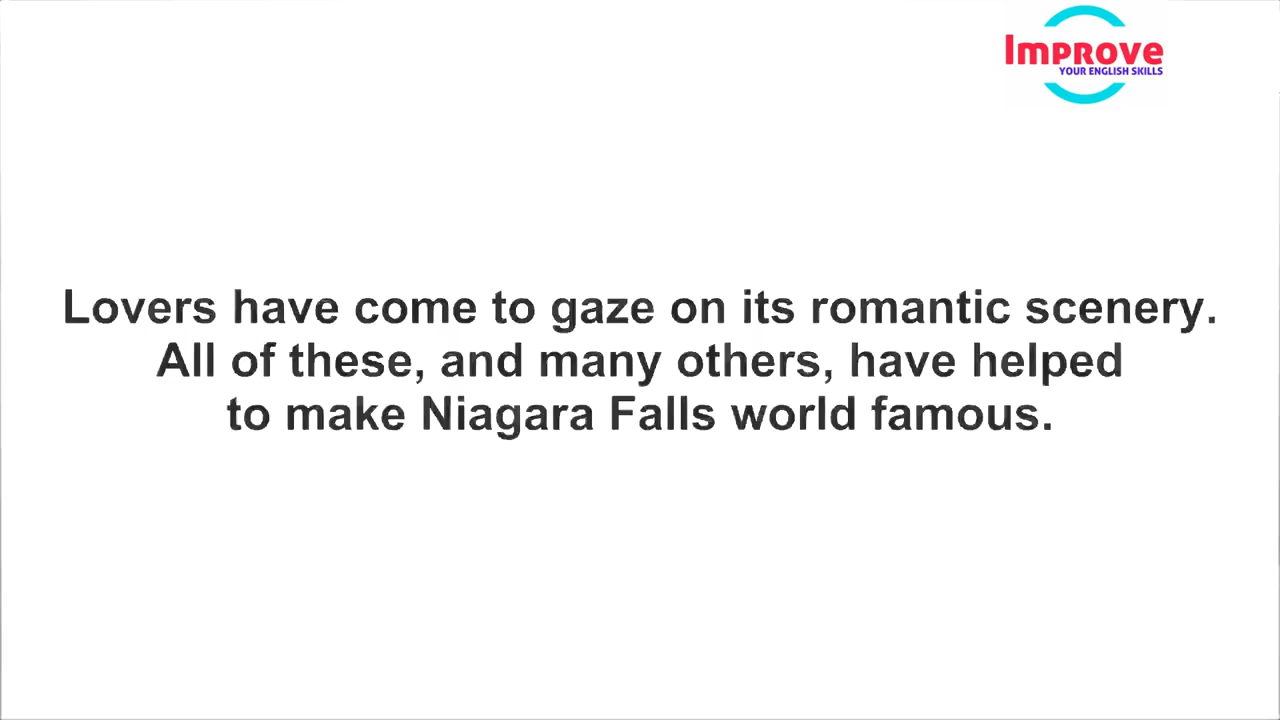 Improve
YOUR ENGLISH SKILLS
Lovers have come to gaze on its romantic scenery.
All of these, and many others, have helped
to make Niagara Falls world famous.